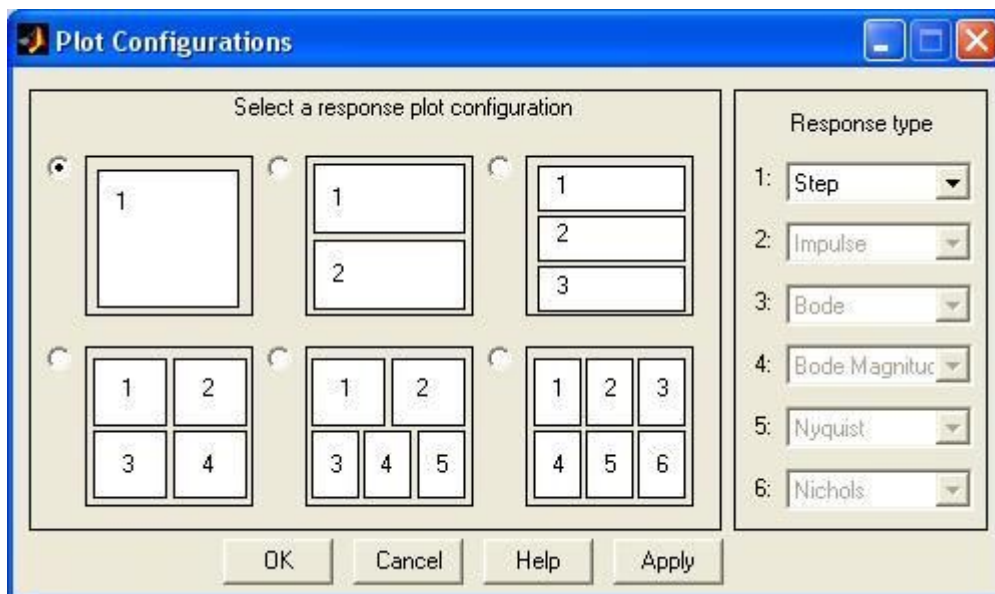 Plot Configurations
Select a response plot configuration
1
1
2
1
2
3
1 2
3 4
1 2
3 4 5
1 2 3
4 5 6
Response type
1: Step
2: Impulse
3: Bode
4: Bode Magnituc
5: Nyquist
6: Nichols
OK Cancel Help Apply